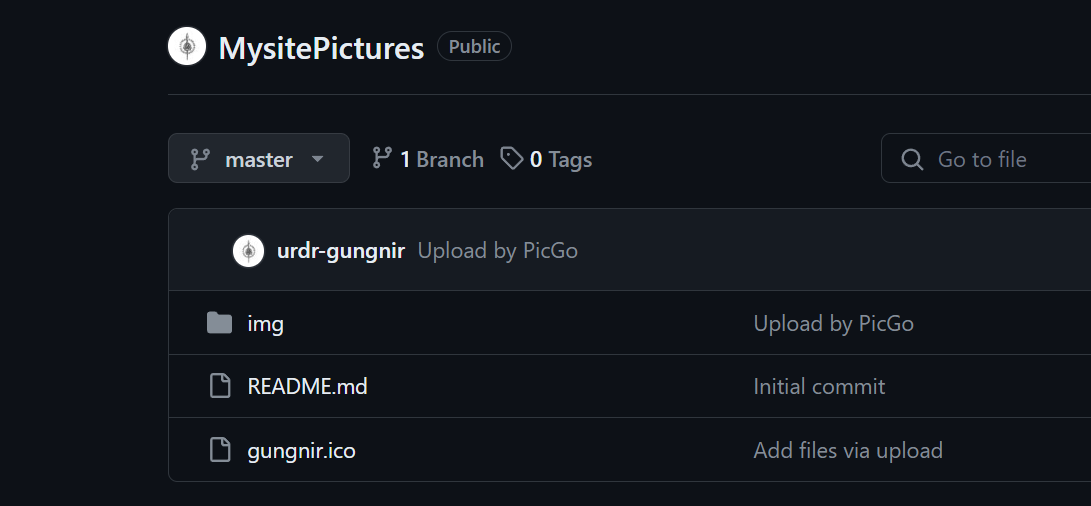 MysitePictures Public
master 1 Branch 0 Tags Go to file
urdr-gungnir Upload by PicGo
img Upload by PicGo
README.md Initial commit
gungnir.ico Add files via upload